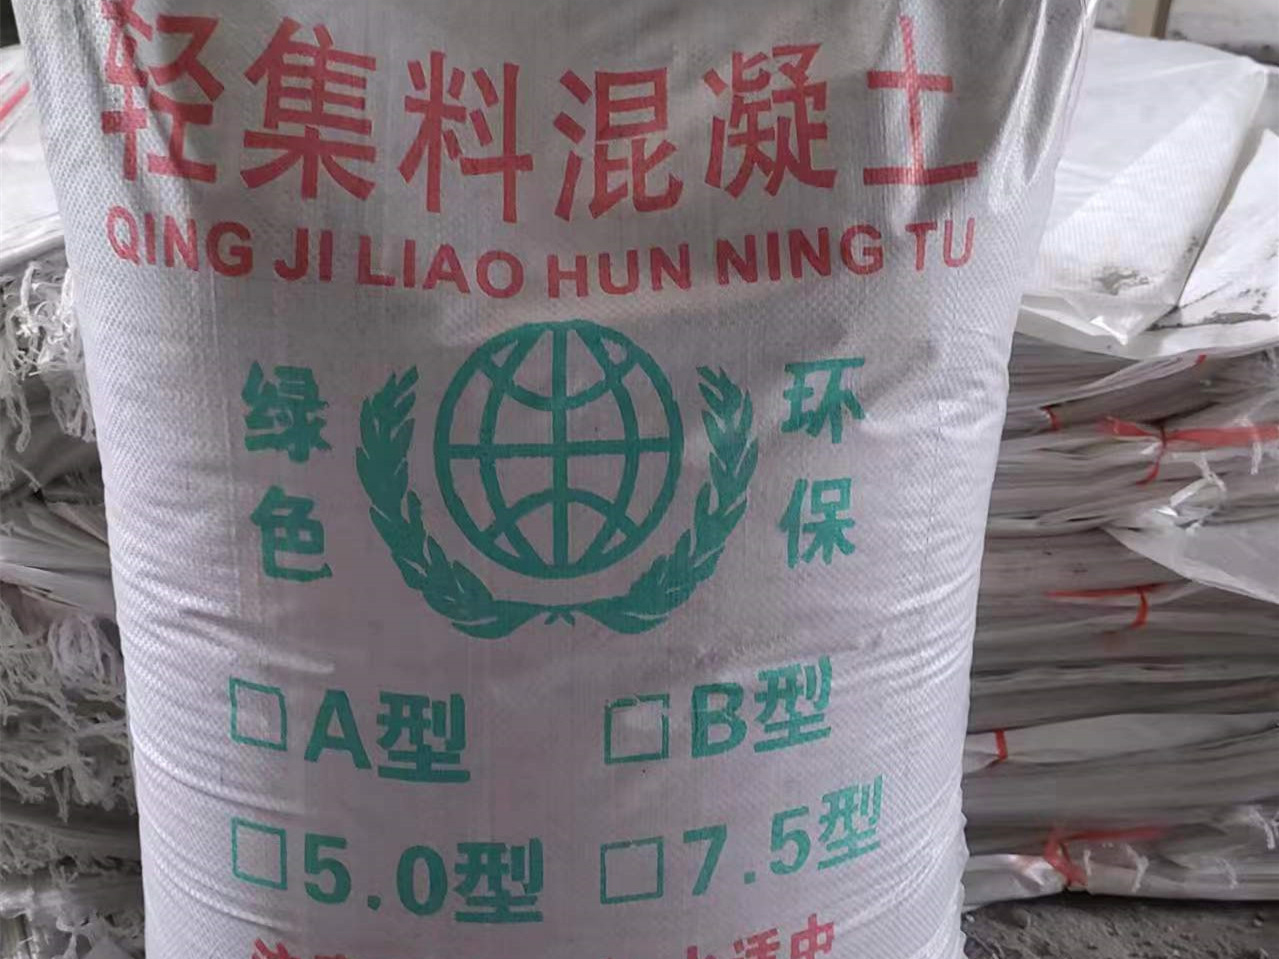 轻集料混凝土
QING JI LIAO HUN NING TU
绿色
环保
□A型 □B型
□5.0型 □7.5型